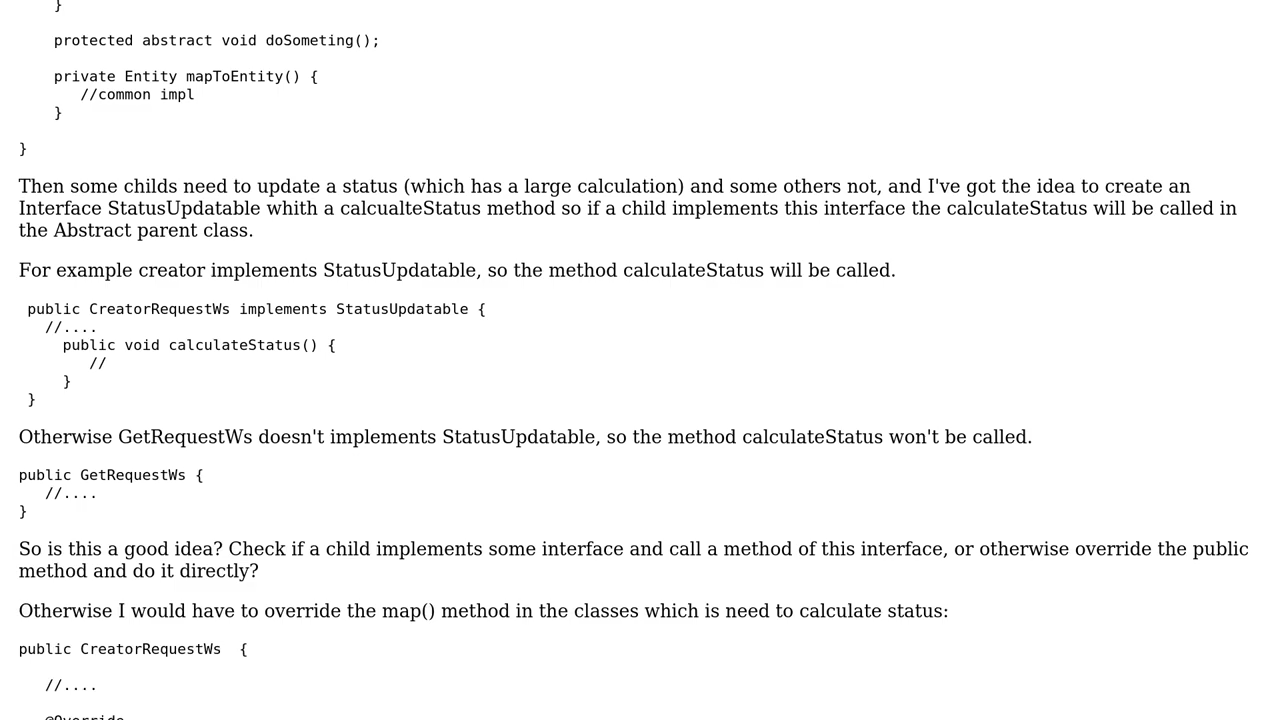 }
protected abstract void doSometing();
private Entity mapToEntity() {
//common impl
}
}
Then some childs need to update a status (which has a large calculation) and some others not, and I've got the idea to create an
Interface StatusUpdatable whith a calcualteStatus method so if a child implements this interface the calculateStatus will be called in
the Abstract parent class.
For example creator implements StatusUpdatable, so the method calculateStatus will be called.
public CreatorRequestWs implements StatusUpdatable {
//....
public void calculateStatus() {
//
}
}
Otherwise GetRequestWs doesn't implements StatusUpdatable, so the method calculateStatus won't be called.
public GetRequestWs {
//....
}
So is this a good idea? Check if a child implements some interface and call a method of this interface, or otherwise override the public
method and do it directly?
Otherwise I would have to override the map() method in the classes which is need to calculate status:
public CreatorRequestWs  {
//....
@Override